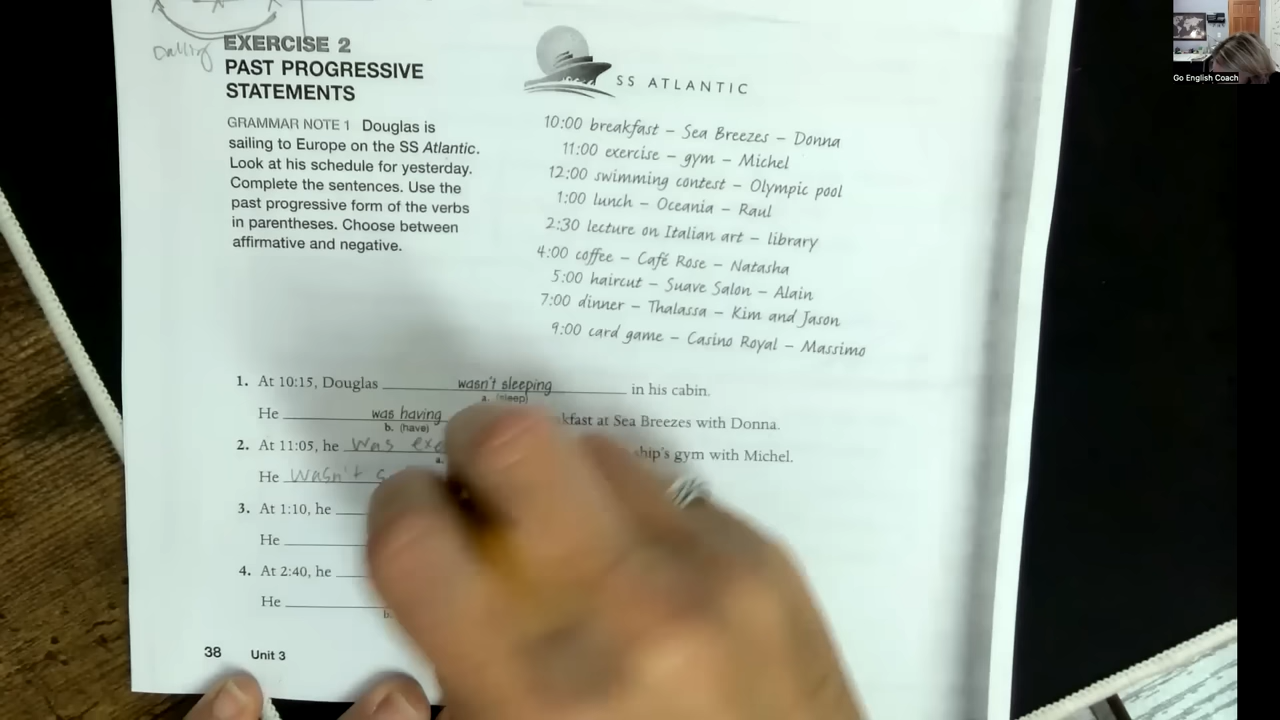 Go English Coach
Dalling
EXERCISE 2
PAST PROGRESSIVE
STATEMENTS
GRAMMAR NOTE 1 Douglas is
sailing to Europe on the SS Atlantic.
Look at his schedule for yesterday.
Complete the sentences. Use the
past progressive form of the verbs
in parentheses. Choose between
affirmative and negative.
SS ATLANTIC
10:00 breakfast – Sea Breezes – Donna
11:00 exercise – gym – Michel
12:00 swimming contest – Olympic pool
1:00 lunch – Oceania – Raul
2:30 lecture on Italian art – library
4:00 coffee – Café Rose – Natasha
5:00 haircut – Suave Salon – Alain
7:00 dinner – Thalassa – Kim and Jason
9:00 card game – Casino Royal – Massimo
1. At 10:15, Douglas wasn't sleeping in his cabin.
a. (sleep)
He was having kfast at Sea Breezes with Donna.
b. (have)
2. At 11:05, he was exe hip's gym with Michel.
a.
He wasn't s
3. At 1:10, he
He
4. At 2:40, he
He
b.
38 Unit 3